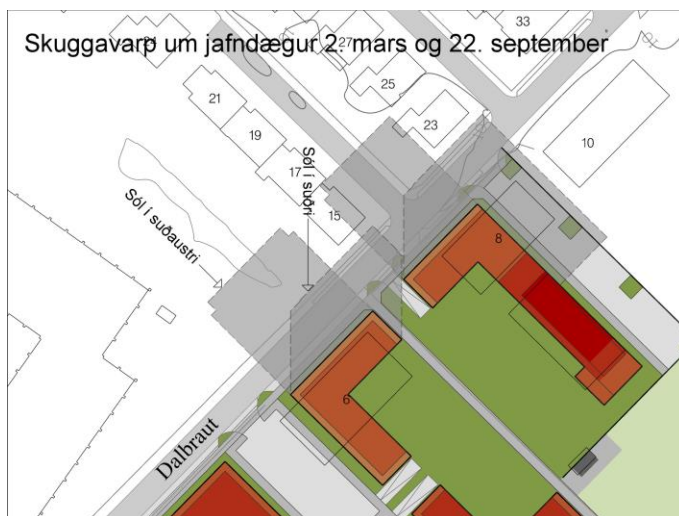 Skuggavarp um jafndægur 2. mars og 22. september
33
27
25
21
23
19
10
17
Sól í suðri
15
Sól í suðaustri
8
6
Dalbraut